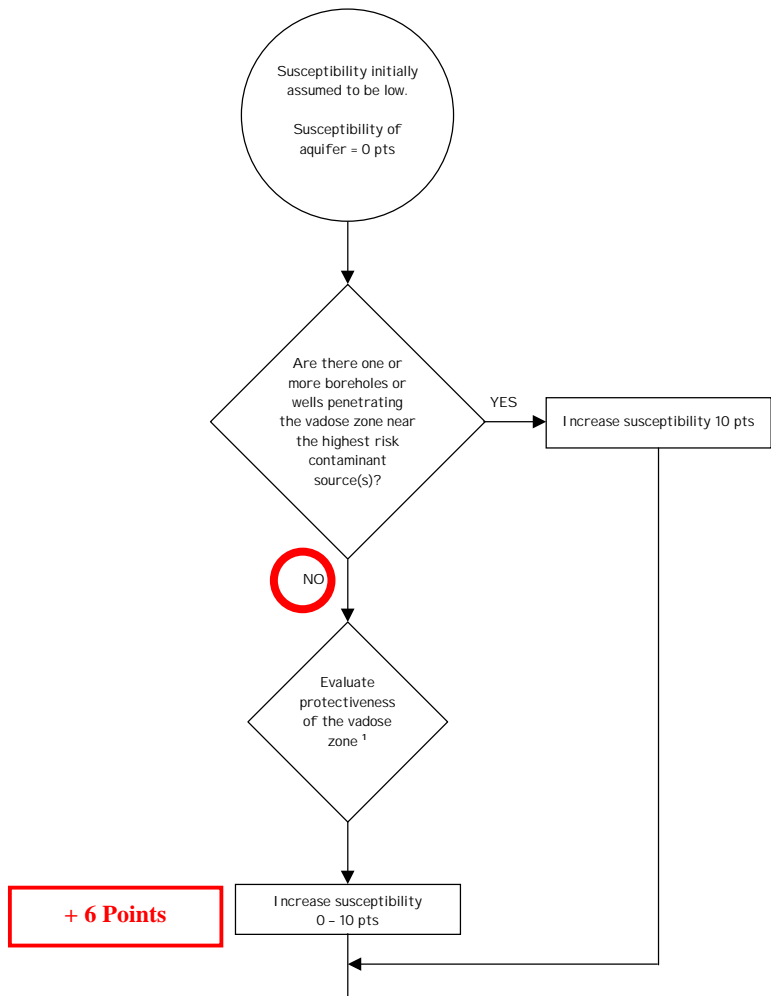 Susceptibility initially
assumed to be low.
Susceptibility of
aquifer = 0 pts
Are there one or
more boreholes or
wells penetrating
the vadose zone near
the highest risk
contaminant
source(s)?
YES
Increase susceptibility 10 pts
NO
Evaluate
protectiveness
of the vadose
zone ¹
+ 6 Points
Increase susceptibility
0 – 10 pts